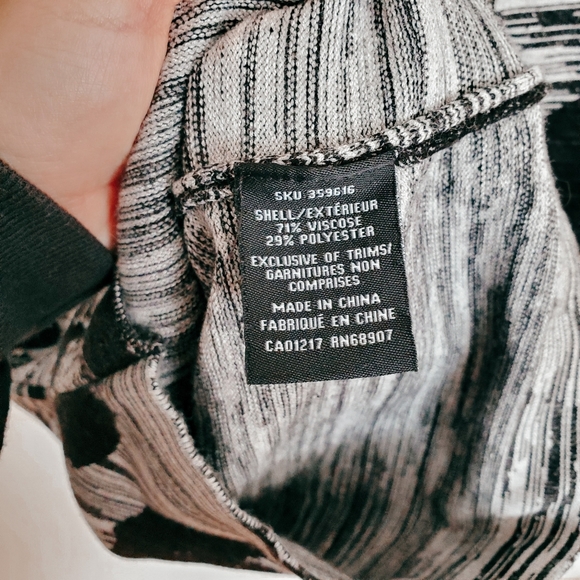 SKU 359616
SHELL/EXTÉRIEUR
71% VISCOSE
29% POLYESTER
EXCLUSIVE OF TRIMS/
GARNITURES NON
COMPRISES
MADE IN CHINA
FABRIQUÉ EN CHINE
CA01217 RN68907